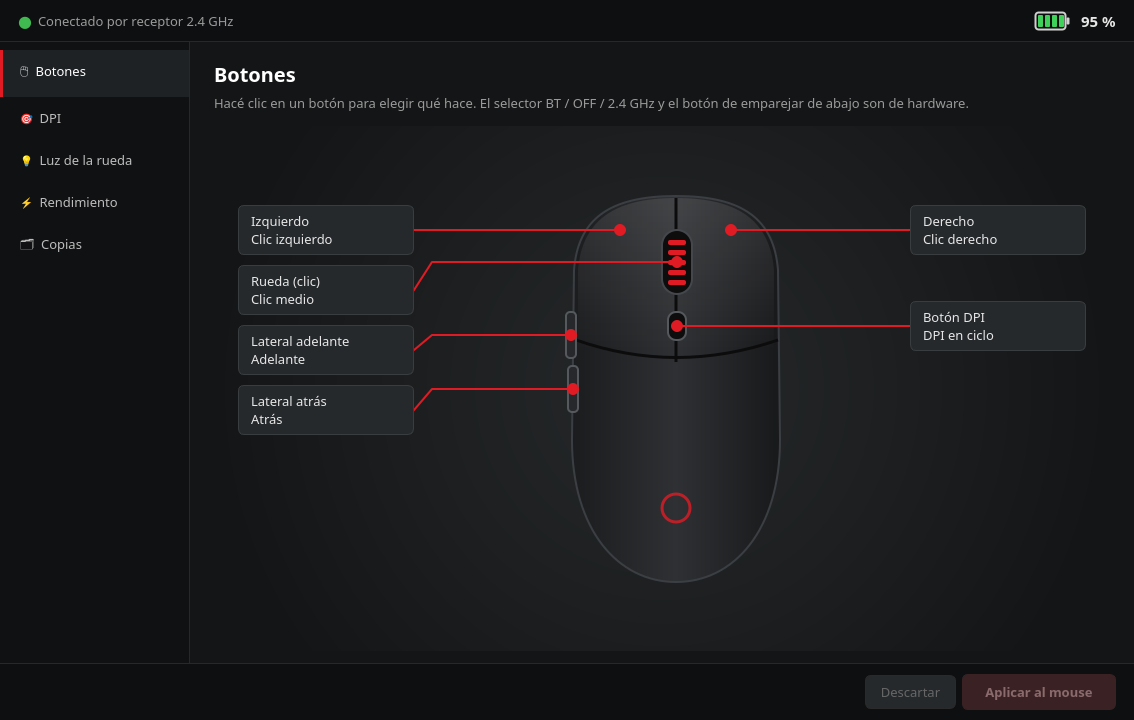 Conectado por receptor 2.4 GHz
95 %
Botones
DPI
Luz de la rueda
Rendimiento
Copias
Botones
Hacé clic en un botón para elegir qué hace. El selector BT / OFF / 2.4 GHz y el botón de emparejar de abajo son de hardware.
Izquierdo
Clic izquierdo
Rueda (clic)
Clic medio
Lateral adelante
Adelante
Lateral atrás
Atrás
Derecho
Clic derecho
Botón DPI
DPI en ciclo
Descartar
Aplicar al mouse